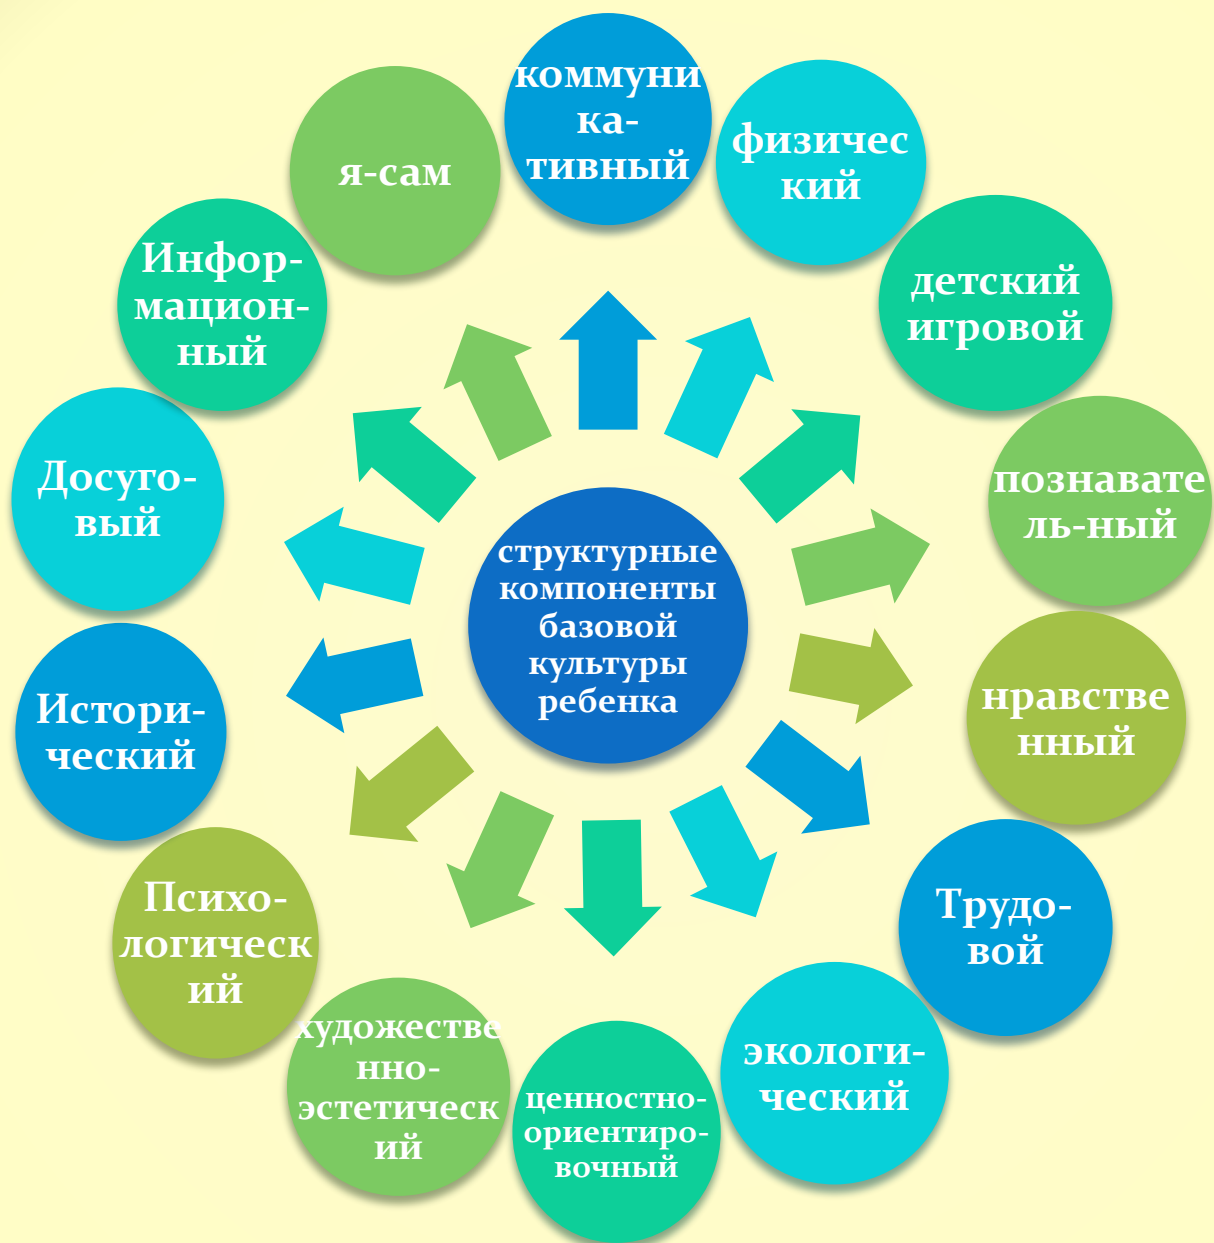 коммуни
ка-
тивный
физичес
кий
детский
игровой
познавате
ль-ный
нравстве
нный
Трудо-
вой
экологи-
ческий
ценностно-
ориентиро-
вочный
художестве
нно-
эстетическ
ий
Психо-
логическ
ий
Истори-
ческий
Досуго-
вый
Инфор-
мацион-
ный
я-сам
структурные
компоненты
базовой
культуры
ребенка